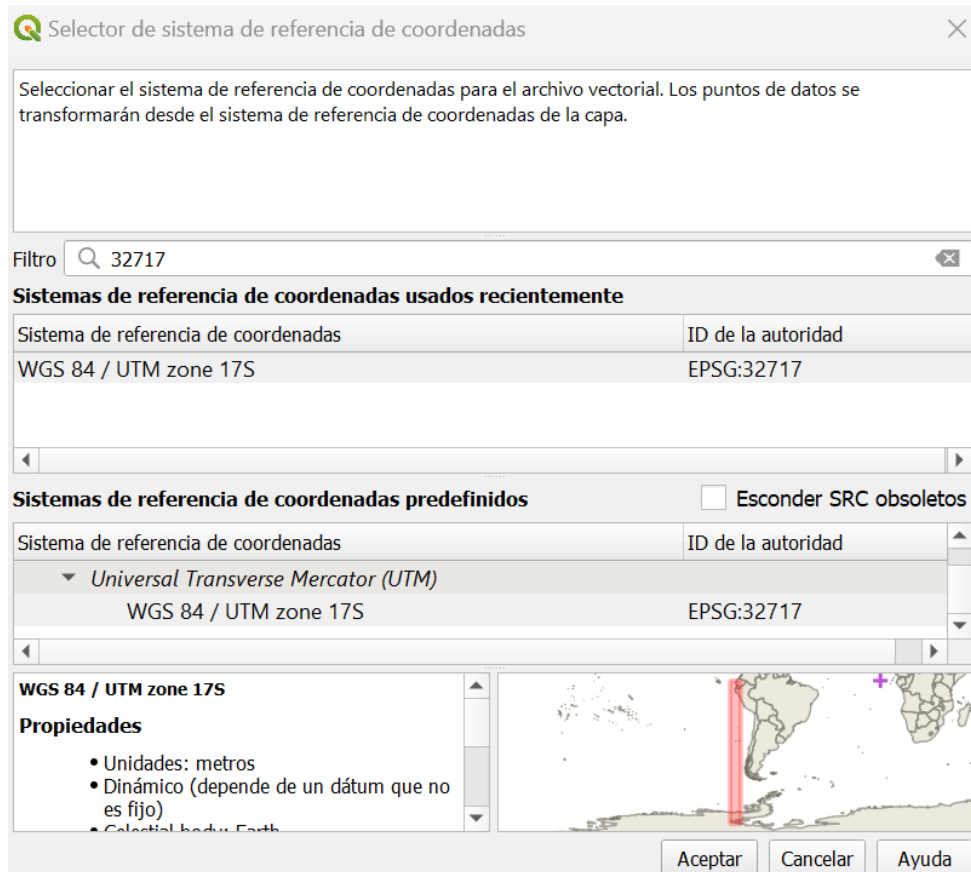 Selector de sistema de referencia de coordenadas
Seleccionar el sistema de referencia de coordenadas para el archivo vectorial. Los puntos de datos se
transformarán desde el sistema de referencia de coordenadas de la capa.
Filtro 32717
Sistemas de referencia de coordenadas usados recientemente
Sistema de referencia de coordenadas ID de la autoridad
WGS 84 / UTM zone 17S EPSG:32717
Sistemas de referencia de coordenadas predefinidos Esconder SRC obsoletos
Sistema de referencia de coordenadas ID de la autoridad
Universal Transverse Mercator (UTM)
WGS 84 / UTM zone 17S EPSG:32717
WGS 84 / UTM zone 17S
Propiedades
• Unidades: metros
• Dinámico (depende de un dátum que no
es fijo)
• Celestial body: Earth
Aceptar Cancelar Ayuda